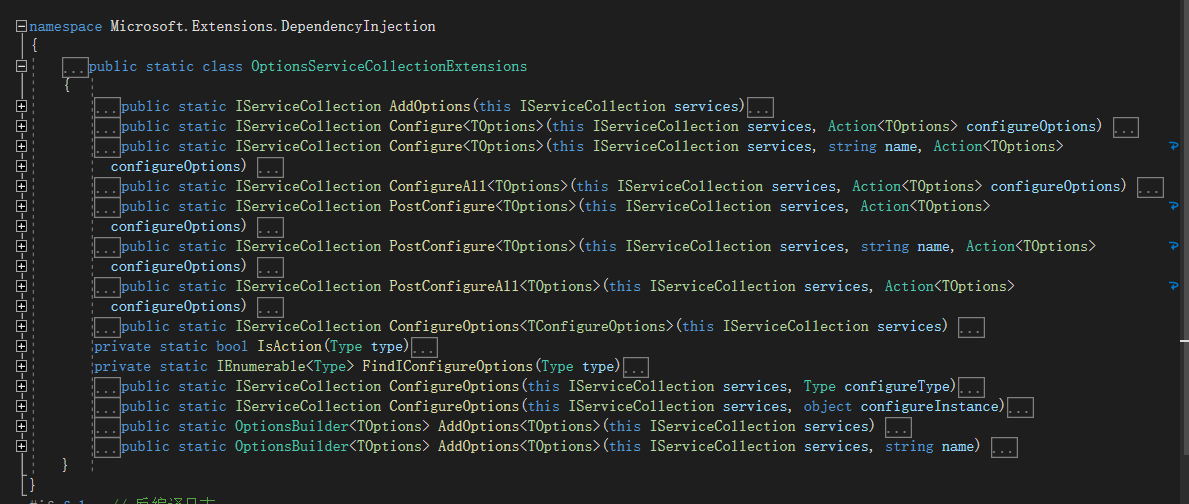 namespace Microsoft.Extensions.DependencyInjection
{
...public static class OptionsServiceCollectionExtensions
{
...public static IServiceCollection AddOptions(this IServiceCollection services)...
...public static IServiceCollection Configure<TOptions>(this IServiceCollection services, Action<TOptions> configureOptions) ...
...public static IServiceCollection Configure<TOptions>(this IServiceCollection services, string name, Action<TOptions>
configureOptions) ...
...public static IServiceCollection ConfigureAll<TOptions>(this IServiceCollection services, Action<TOptions> configureOptions) ...
...public static IServiceCollection PostConfigure<TOptions>(this IServiceCollection services, Action<TOptions>
configureOptions) ...
...public static IServiceCollection PostConfigure<TOptions>(this IServiceCollection services, string name, Action<TOptions>
configureOptions) ...
...public static IServiceCollection PostConfigureAll<TOptions>(this IServiceCollection services, Action<TOptions>
configureOptions) ...
...public static IServiceCollection ConfigureOptions<TConfigureOptions>(this IServiceCollection services) ...
private static bool IsAction(Type type)...
private static IEnumerable<Type> FindIConfigureOptions(Type type)...
...public static IServiceCollection ConfigureOptions(this IServiceCollection services, Type configureType)...
...public static IServiceCollection ConfigureOptions(this IServiceCollection services, object configureInstance)...
...public static OptionsBuilder<TOptions> AddOptions<TOptions>(this IServiceCollection services) ...
...public static OptionsBuilder<TOptions> AddOptions<TOptions>(this IServiceCollection services, string name) ...
}
}